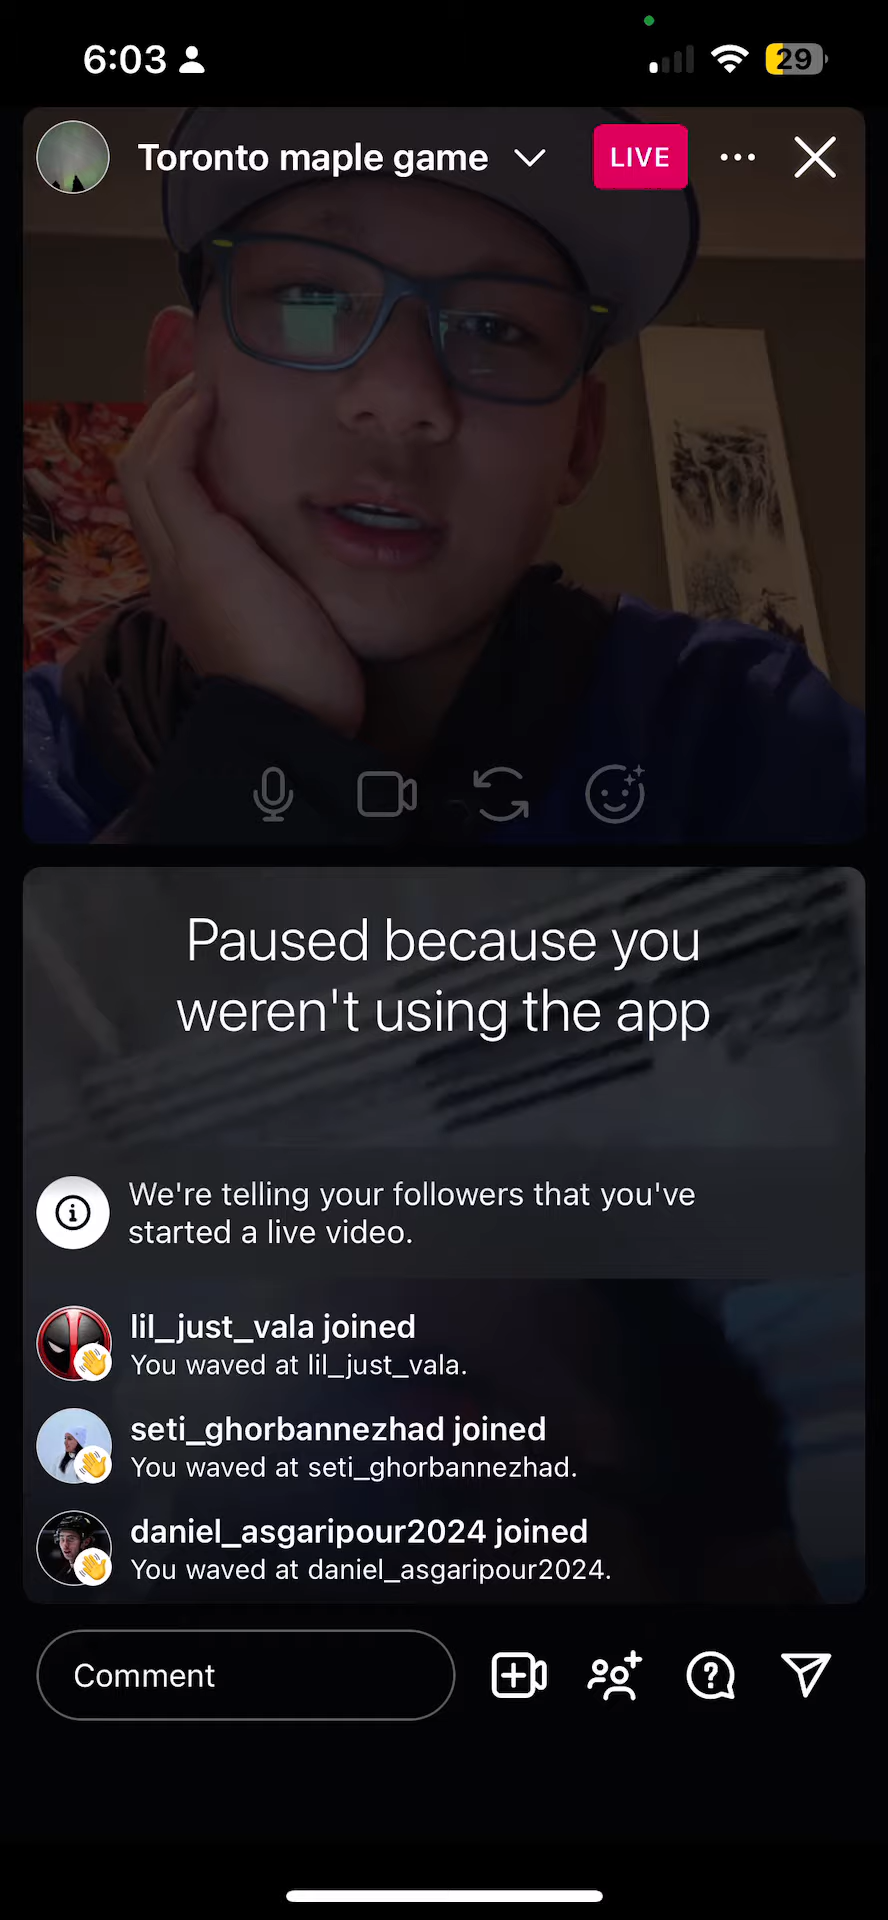 6:03
29
Toronto maple game
LIVE
Paused because you
weren't using the app
We're telling your followers that you've
started a live video.
lil_just_vala joined
You waved at lil_just_vala.
seti_ghorbannezhad joined
You waved at seti_ghorbannezhad.
daniel_asgaripour2024 joined
You waved at daniel_asgaripour2024.
Comment